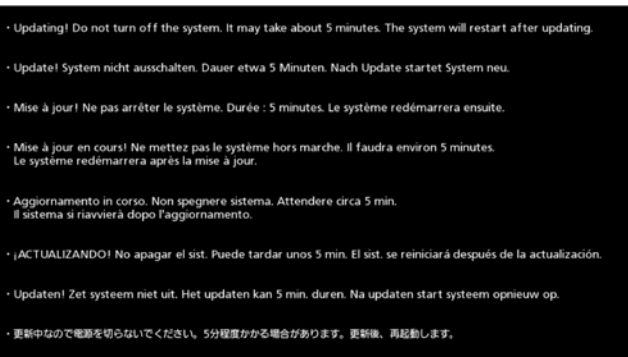 ・Updating! Do not turn off the system. It may take about 5 minutes. The system will restart after updating.
・Update! System nicht ausschalten. Dauer etwa 5 Minuten. Nach Update startet System neu.
・Mise à jour! Ne pas arrêter le système. Durée : 5 minutes. Le système redémarrera ensuite.
・Mise à jour en cours! Ne mettez pas le système hors marche. Il faudra environ 5 minutes.
Le système redémarrera après la mise à jour.
・Aggiornamento in corso. Non spegnere sistema. Attendere circa 5 min.
Il sistema si riavvierà dopo l'aggiornamento.
・¡ACTUALIZANDO! No apagar el sist. Puede tardar unos 5 min. El sist. se reiniciará después de la actualización.
・Updaten! Zet systeem niet uit. Het updaten kan 5 min. duren. Na updaten start systeem opnieuw op.
・更新中なので電源を切らないでください。5分程度かかる場合があります。更新後、再起動します。